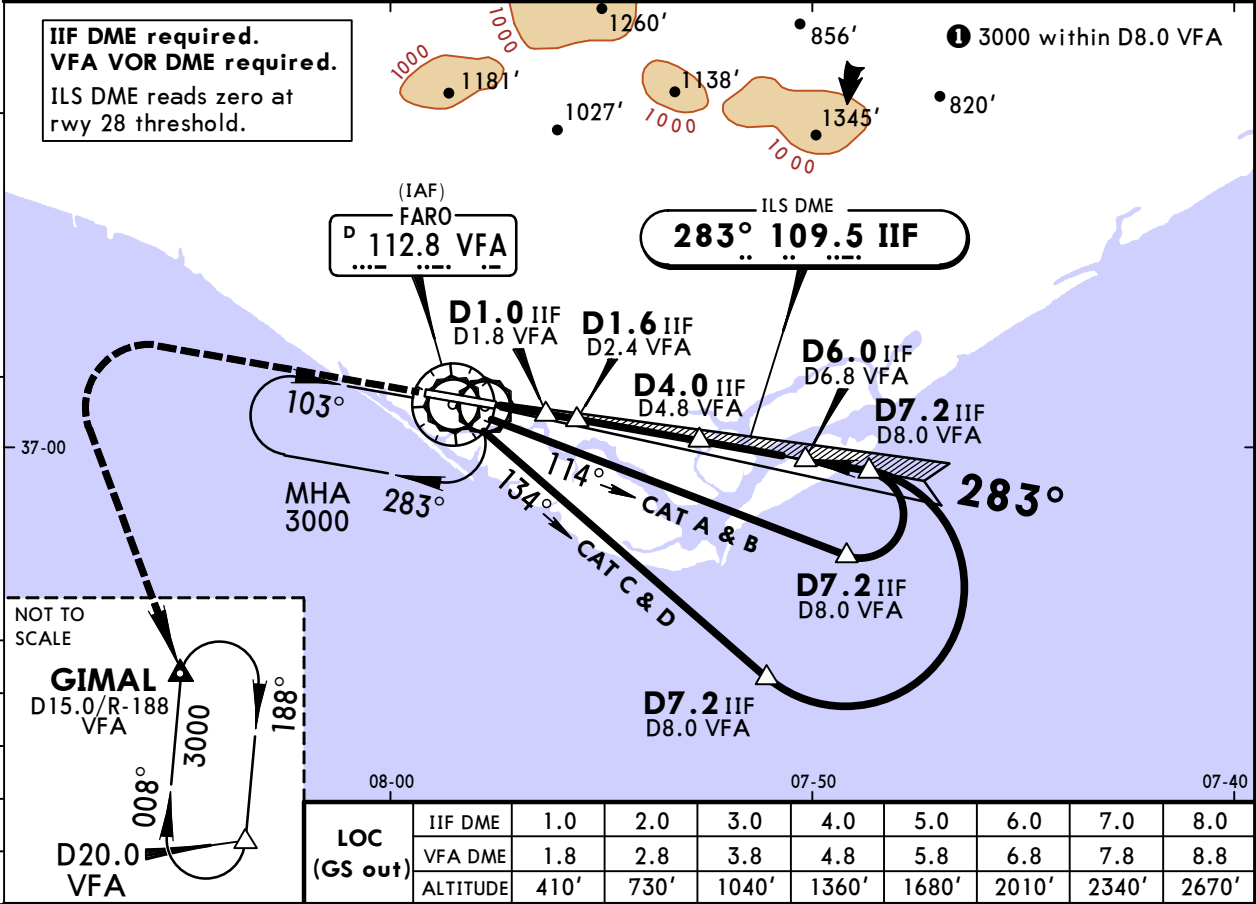 IIF DME required.
VFA VOR DME required.
ILS DME reads zero at
rwy 28 threshold.
1000
1181'
1000
1260'
1027'
1138'
1000
856'
1345'
1000
820'
❶ 3000 within D8.0 VFA
(IAF)
FARO
D 112.8 VFA
ILS DME
283° 109.5 IIF
D1.0 IIF
D1.8 VFA
D1.6 IIF
D2.4 VFA
D4.0 IIF
D4.8 VFA
D6.0 IIF
D6.8 VFA
D7.2 IIF
D8.0 VFA
283°
103°
MHA
3000
283°
114°
CAT A & B
134°
CAT C & D
D7.2 IIF
D8.0 VFA
D7.2 IIF
D8.0 VFA
37-00
NOT TO
SCALE
GIMAL
D15.0/R-188
VFA
3000
188°
008°
D20.0
VFA
08-00
07-50
07-40
LOC
(GS out)
IIF DME 1.0 2.0 3.0 4.0 5.0 6.0 7.0 8.0
VFA DME 1.8 2.8 3.8 4.8 5.8 6.8 7.8 8.8
ALTITUDE 410' 730' 1040' 1360' 1680' 2010' 2340' 2670'